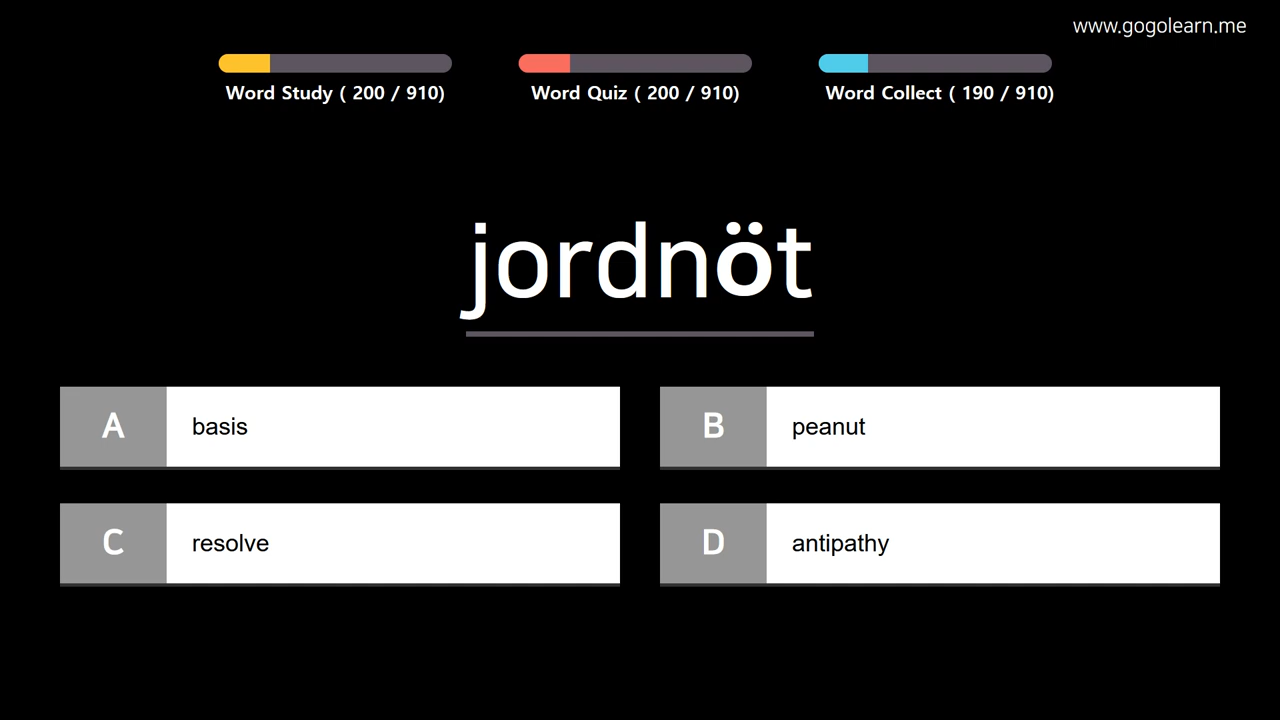 www.gogolearn.me
Word Study ( 200 / 910)
Word Quiz ( 200 / 910)
Word Collect ( 190 / 910)
jordnöt
A basis
B peanut
C resolve
D antipathy